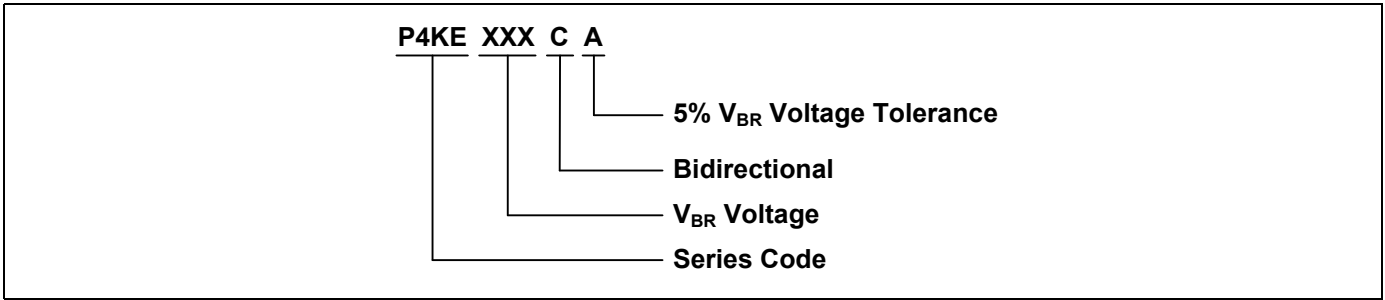 P4KE XXX C A
5% VBR Voltage Tolerance
Bidirectional
VBR Voltage
Series Code